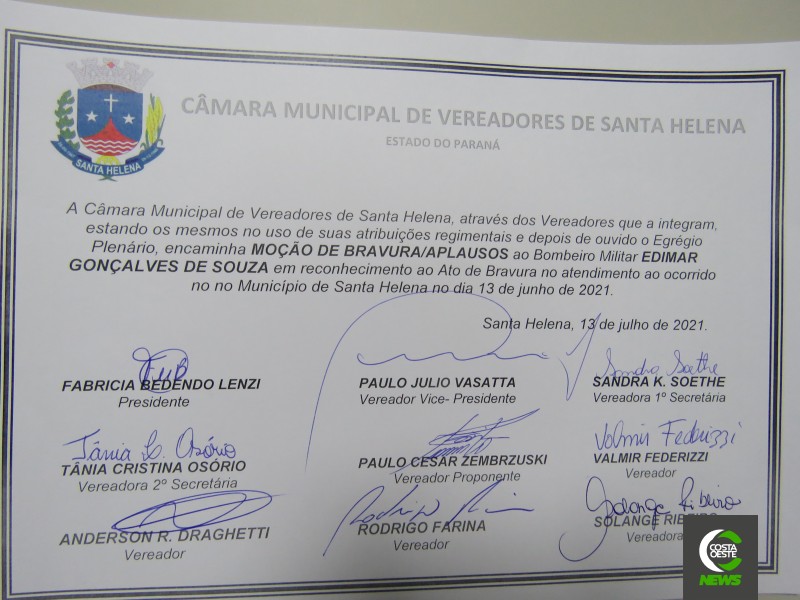 CÂMARA MUNICIPAL DE VEREADORES DE SANTA HELENA
ESTADO DO PARANÁ
SANTA HELENA
A Câmara Municipal de Vereadores de Santa Helena, através dos Vereadores que a integram,
estando os mesmos no uso de suas atribuições regimentais e depois de ouvido o Egrégio
Plenário, encaminha MOÇÃO DE BRAVURA/APLAUSOS ao Bombeiro Militar EDIMAR
GONÇALVES DE SOUZA em reconhecimento ao Ato de Bravura no atendimento ao ocorrido
no no Município de Santa Helena no dia 13 de junho de 2021.
Santa Helena, 13 de julho de 2021.
Sandra Soethe
FABRICIA BEDENDO LENZI
Presidente
PAULO JULIO VASATTA
Vereador Vice- Presidente
SANDRA K. SOETHE
Vereadora 1º Secretária
Tânia C. Osório
Valmir Federizzi
TÂNIA CRISTINA OSÓRIO
Vereadora 2º Secretária
PAULO CESAR ZEMBRZUSKI
Vereador Proponente
VALMIR FEDERIZZI
Vereador
Solange Ribeiro
ANDERSON R. DRAGHETTI
Vereador
RODRIGO FARINA
Vereador
SOLANGE RIBEIRO
Vereadora
COSTA
OESTE
NEWS